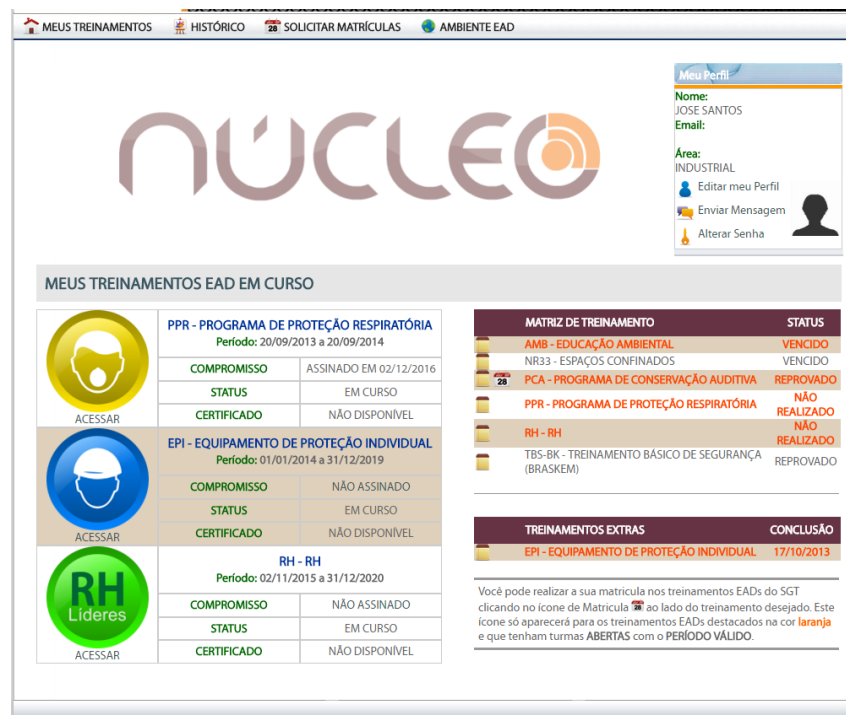 MEUS TREINAMENTOS HISTÓRICO 28 SOLICITAR MATRÍCULAS AMBIENTE EAD
NÚCLEO
Meu Perfil
Nome:
JOSE SANTOS
Email:
Área:
INDUSTRIAL
Editar meu Perfil
Enviar Mensagem
Alterar Senha
MEUS TREINAMENTOS EAD EM CURSO
ACESSAR
PPR - PROGRAMA DE PROTEÇÃO RESPIRATÓRIA
Período: 20/09/2013 a 20/09/2014
COMPROMISSO ASSINADO EM 02/12/2016
STATUS EM CURSO
CERTIFICADO NÃO DISPONÍVEL
ACESSAR
EPI - EQUIPAMENTO DE PROTEÇÃO INDIVIDUAL
Período: 01/01/2014 a 31/12/2019
COMPROMISSO NÃO ASSINADO
STATUS EM CURSO
CERTIFICADO NÃO DISPONÍVEL
RH
Líderes
ACESSAR
RH - RH
Período: 02/11/2015 a 31/12/2020
COMPROMISSO NÃO ASSINADO
STATUS EM CURSO
CERTIFICADO NÃO DISPONÍVEL
MATRIZ DE TREINAMENTO STATUS
AMB - EDUCAÇÃO AMBIENTAL VENCIDO
NR33 - ESPAÇOS CONFINADOS VENCIDO
28 PCA - PROGRAMA DE CONSERVAÇÃO AUDITIVA REPROVADO
PPR - PROGRAMA DE PROTEÇÃO RESPIRATÓRIA NÃO
REALIZADO
RH - RH NÃO
REALIZADO
TBS-BK - TREINAMENTO BÁSICO DE SEGURANÇA
(BRASKEM) REPROVADO
TREINAMENTOS EXTRAS CONCLUSÃO
EPI - EQUIPAMENTO DE PROTEÇÃO INDIVIDUAL 17/10/2013
Você pode realizar a sua matricula nos treinamentos EADs do SGT
clicando no ícone de Matricula 28 ao lado do treinamento desejado. Este
ícone só aparecerá para os treinamentos EADs destacados na cor laranja
e que tenham turmas ABERTAS com o PERÍODO VÁLIDO.